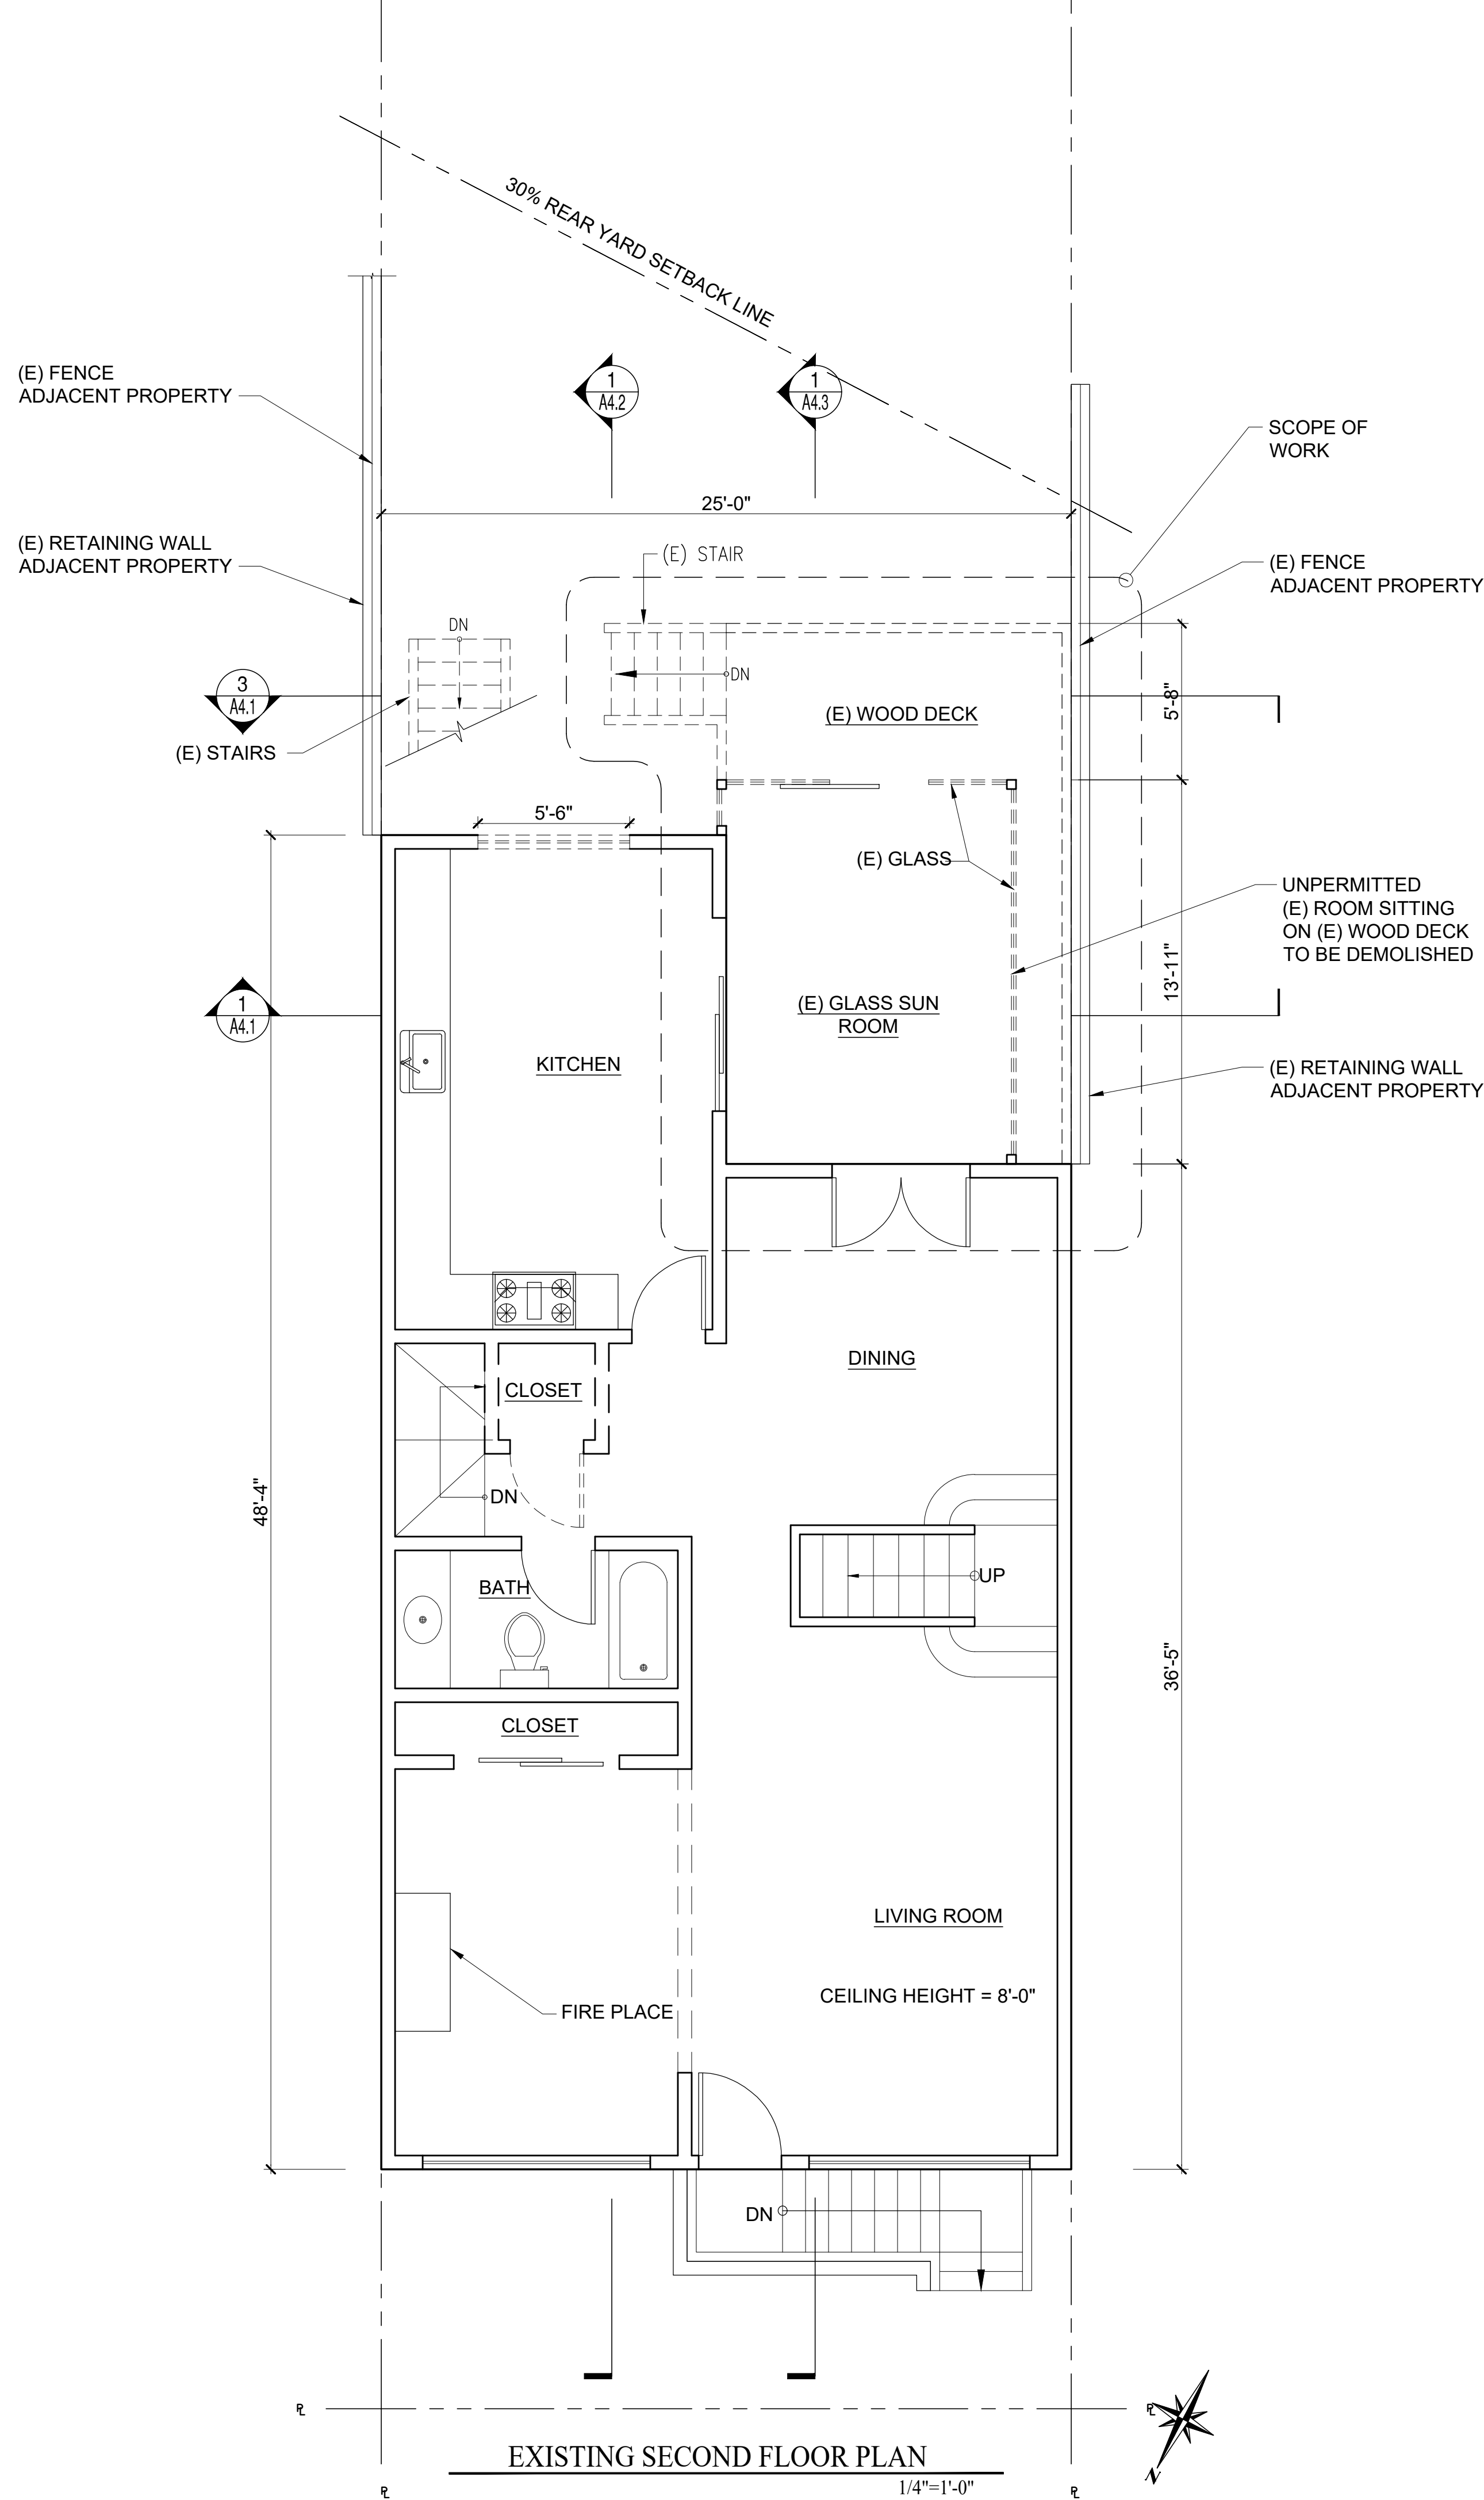 30% REAR YARD SETBACK LINE
(E) FENCE
ADJACENT PROPERTY
1
A4.2
1
A4.3
SCOPE OF
WORK
25'-0"
(E) RETAINING WALL
ADJACENT PROPERTY
(E) STAIR
(E) FENCE
ADJACENT PROPERTY
DN
DN
3
A4.1
5'-8"
(E) WOOD DECK
(E) STAIRS
5'-6"
(E) GLASS
UNPERMITTED
(E) ROOM SITTING
ON (E) WOOD DECK
TO BE DEMOLISHED
13'-11"
1
A4.1
(E) GLASS SUN
ROOM
KITCHEN
(E) RETAINING WALL
ADJACENT PROPERTY
DINING
CLOSET
48'-4"
DN
UP
BATH
36'-5"
CLOSET
LIVING ROOM
CEILING HEIGHT = 8'-0"
FIRE PLACE
DN
PL
PL
EXISTING SECOND FLOOR PLAN
1/4"=1'-0"
N
PL
PL